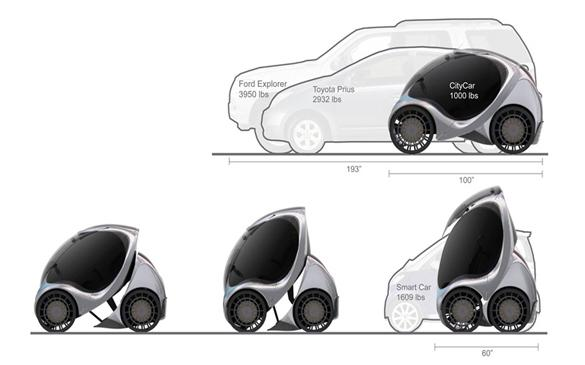 Ford Explorer
3950 lbs
Toyota Prius
2932 lbs
CityCar
1000 lbs
193"
100"
Smart Car
1609 lbs
60"